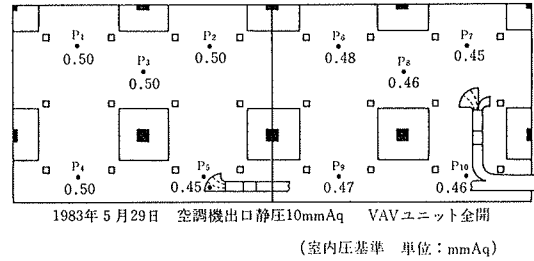 P₁ P₂ P₆ P₇
0.50 0.50 0.48 0.45
P₃ P₈
0.50 0.46
P₄ P₅ P₉ P₁₀
0.50 0.45 0.47 0.46
1983年5月29日 空調機出口静圧10mmAq VAVユニット全開
(室内圧基準 単位：mmAq)